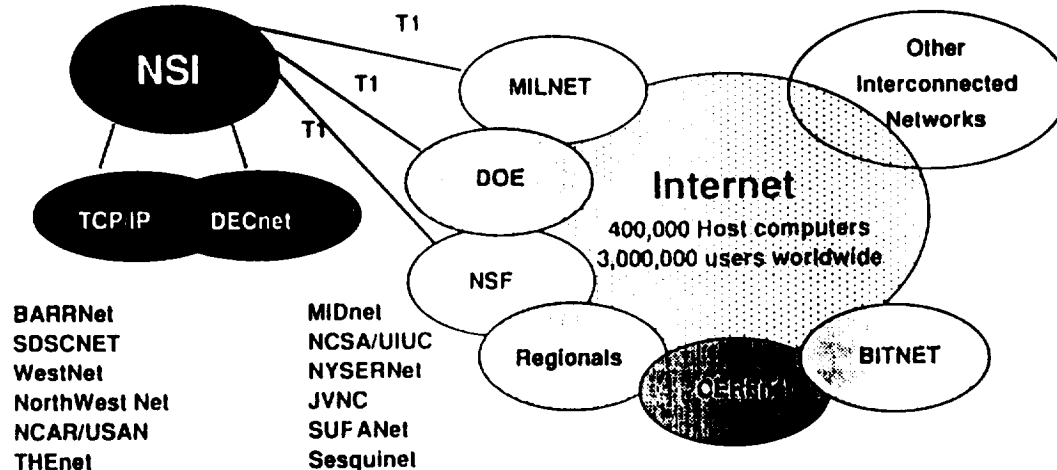 NSI
T1
T1
T1
TCP/IP
DECnet
MILNET
DOE
NSF
Regionals
Internet
400,000 Host computers
3,000,000 users worldwide
Other
Interconnected
Networks
BITNET
BARRNet
SDSCNET
WestNet
NorthWest Net
NCAR/USAN
THEnet
MIDnet
NCSA/UIUC
NYSERNet
JVNC
SUFANet
Sesquinet